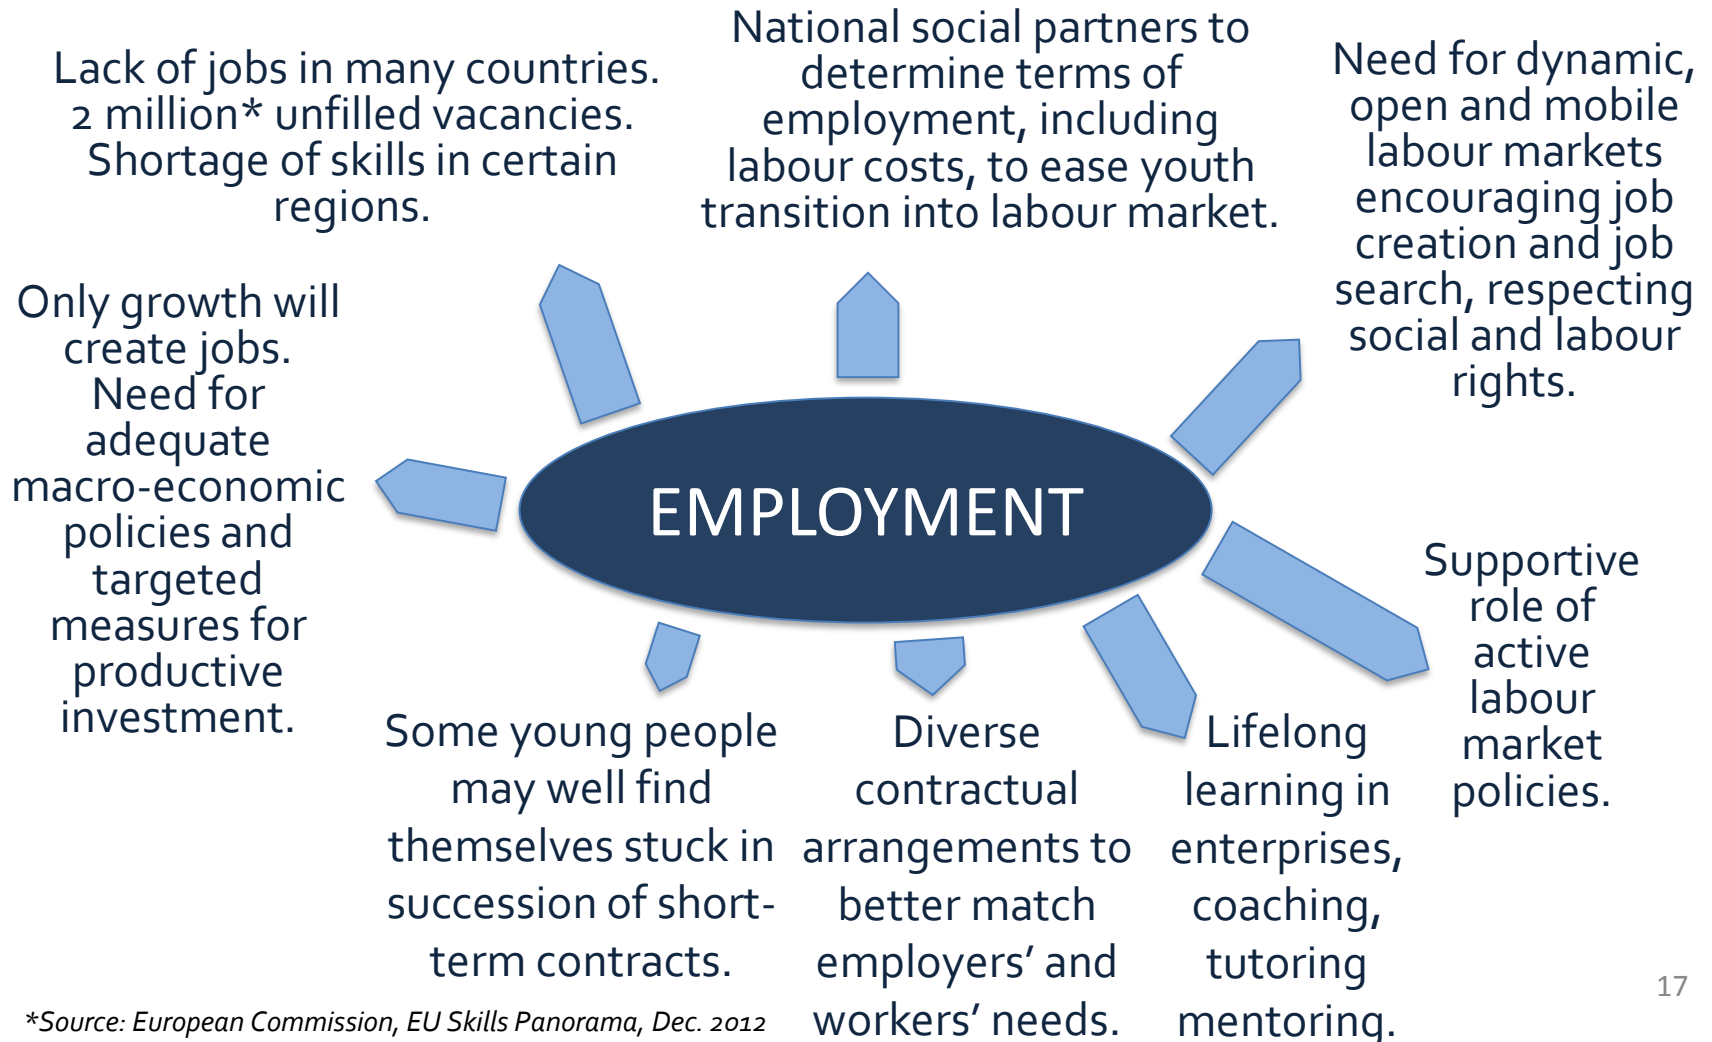 Lack of jobs in many countries.
2 million* unfilled vacancies.
Shortage of skills in certain
regions.
National social partners to
determine terms of
employment, including
labour costs, to ease youth
transition into labour market.
Need for dynamic,
open and mobile
labour markets
encouraging job
creation and job
search, respecting
social and labour
rights.
Only growth will
create jobs.
Need for
adequate
macro-economic
policies and
targeted
measures for
productive
investment.
EMPLOYMENT
Supportive
role of
active
labour
market
policies.
Some young people
may well find
themselves stuck in
succession of short-
term contracts.
Diverse
contractual
arrangements to
better match
employers’ and
workers’ needs.
Lifelong
learning in
enterprises,
coaching,
tutoring
mentoring.
17
*Source: European Commission, EU Skills Panorama, Dec. 2012